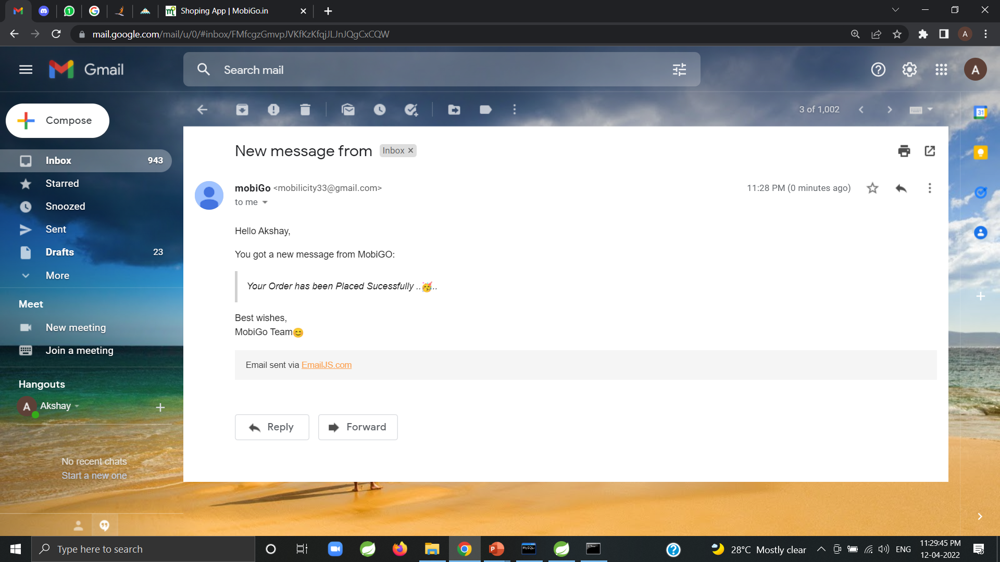 Shoping App | MobiGo.in
mail.google.com/mail/u/0/#inbox/FMfcgzGmvpJVKfKzKfqjJLJnJQgCxCQW
A
Gmail
Search mail
A
Compose
3 of 1,002
31
Inbox 943
Starred
Snoozed
Sent
Drafts 23
More
Meet
New meeting
Join a meeting
Hangouts
A Akshay
No recent chats
Start a new one
New message from Inbox
mobiGo <mobilicity33@gmail.com>
11:28 PM (0 minutes ago)
to me
Hello Akshay,
You got a new message from MobiGO:
Your Order has been Placed Sucessfully ..🥳..
Best wishes,
MobiGo Team😊
Email sent via EmailJS.com
Reply
Forward
Type here to search
28°C Mostly clear
ENG
11:29:45 PM
12-04-2022